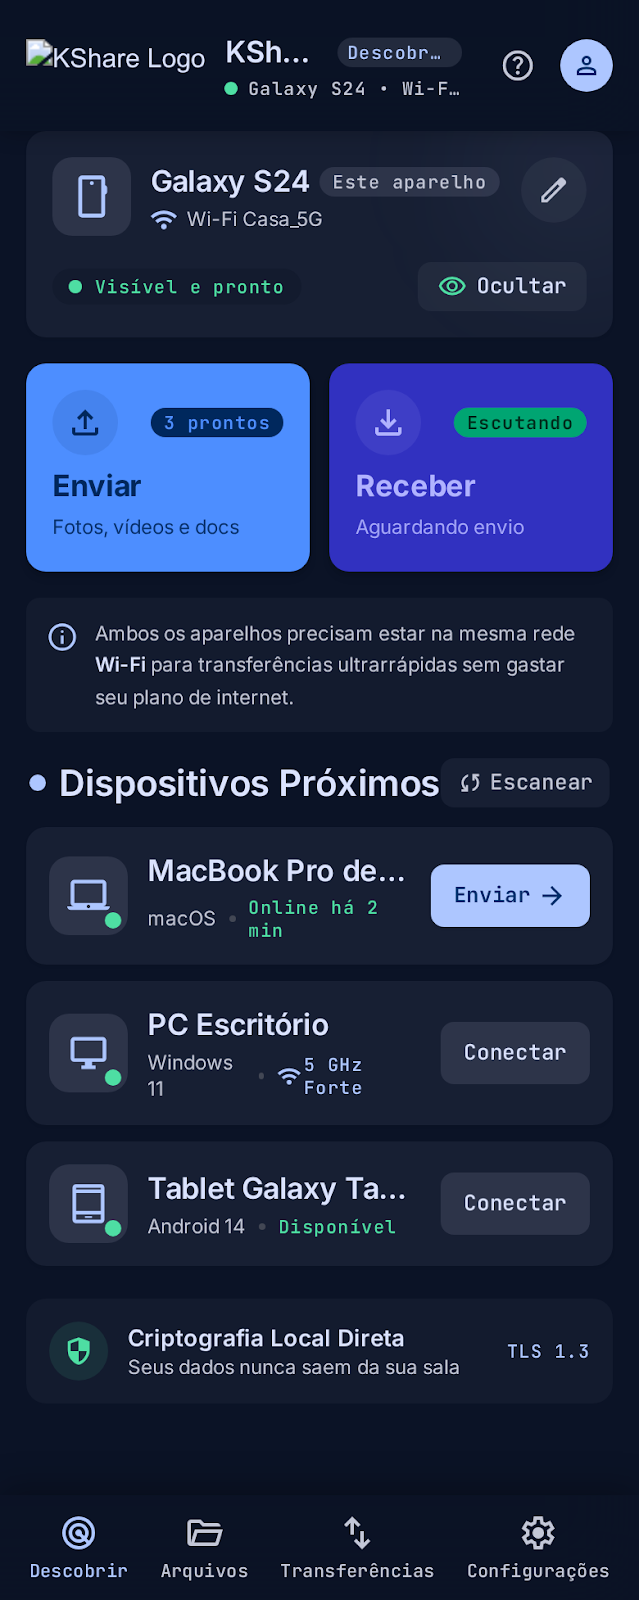 KShare Logo
KSh...
Descobr...
Galaxy S24 • Wi-F...
Galaxy S24
Este aparelho
Wi-Fi Casa_5G
Visível e pronto
Ocultar
3 prontos
Enviar
Fotos, vídeos e docs
Escutando
Receber
Aguardando envio
Ambos os aparelhos precisam estar na mesma rede
Wi-Fi para transferências ultrarrápidas sem gastar
seu plano de internet.
Dispositivos Próximos
Escanear
MacBook Pro de...
macOS • Online há 2
min
Enviar
PC Escritório
Windows
11
• 5 GHz
Forte
Conectar
Tablet Galaxy Ta...
Android 14 • Disponível
Conectar
Criptografia Local Direta
Seus dados nunca saem da sua sala
TLS 1.3
Descobrir
Arquivos
Transferências
Configurações